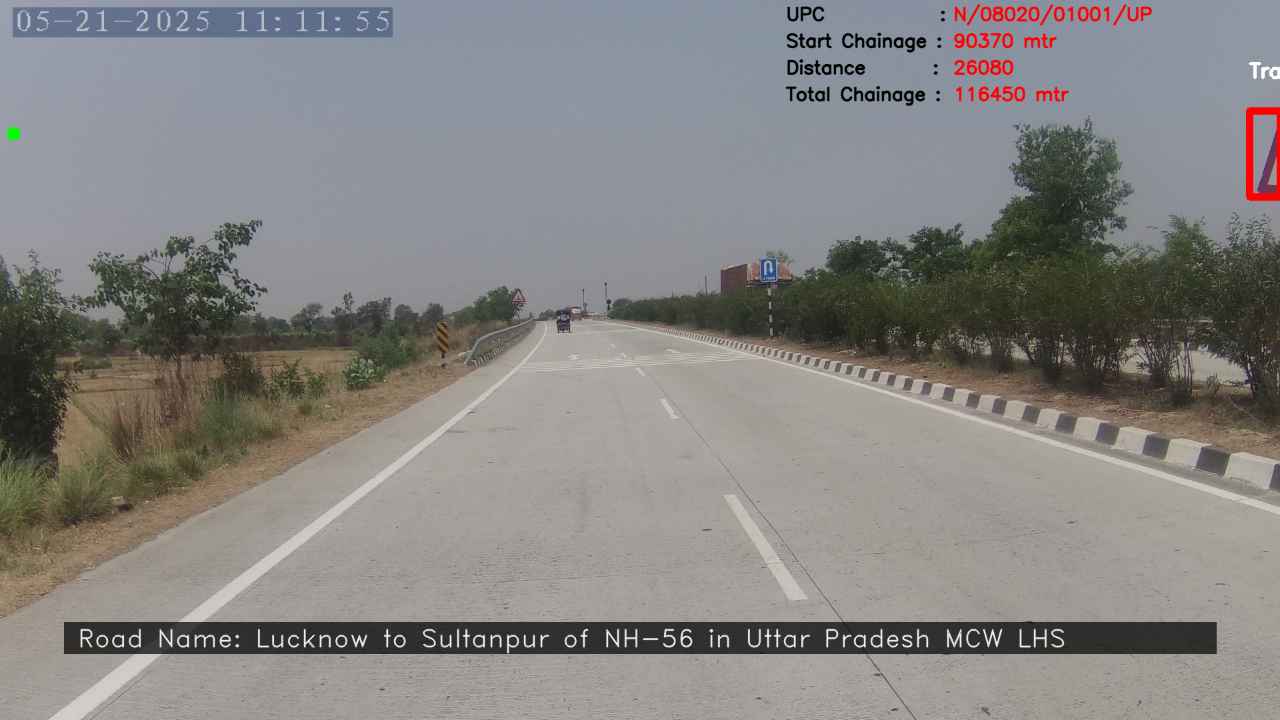 05-21-2025 11:11:55
UPC : N/08020/01001/UP
Start Chainage : 90370 mtr
Distance : 26080
Total Chainage : 116450 mtr
Tra
Road Name: Lucknow to Sultanpur of NH-56 in Uttar Pradesh MCW LHS